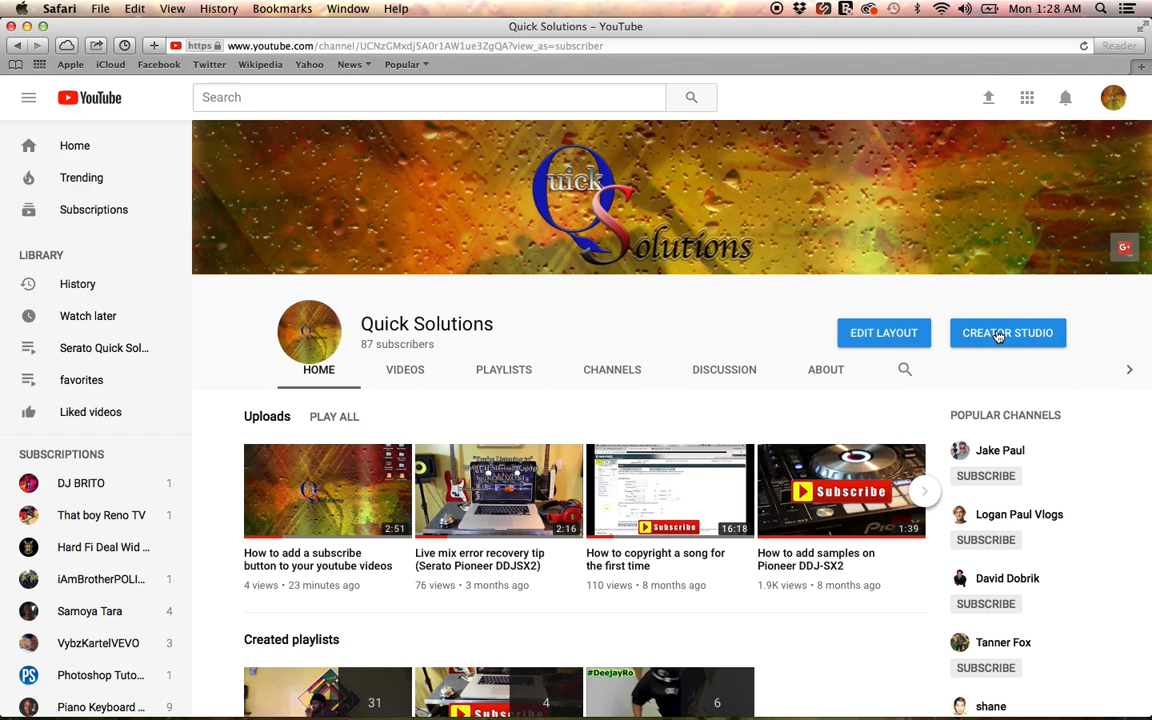 Safari File Edit View History Bookmarks Window Help Mon 1:28 AM
Quick Solutions – YouTube
https www.youtube.com/channel/UCNzGMxdj5A0r1AW1ue3ZgQA?view_as=subscriber Reader
Apple iCloud Facebook Twitter Wikipedia Yahoo News Popular
YouTube Search
Home
Trending
Subscriptions
LIBRARY
History
Watch later
Serato Quick Sol...
favorites
Liked videos
SUBSCRIPTIONS
DJ BRITO 1
That boy Reno TV 1
Hard Fi Deal Wid ...
iAmBrotherPOLI... 1
Samoya Tara 4
VybzKartelVEVO 3
Photoshop Tuto... 1
Piano Keyboard ... 9
Quick
Solutions
G+
Quick Solutions
87 subscribers
EDIT LAYOUT CREATOR STUDIO
HOME VIDEOS PLAYLISTS CHANNELS DISCUSSION ABOUT
Uploads PLAY ALL
2:51
How to add a subscribe
button to your youtube videos
4 views • 23 minutes ago
2:16
Live mix error recovery tip
(Serato Pioneer DDJSX2)
76 views • 3 months ago
Subscribe
16:18
How to copyright a song for
the first time
110 views • 8 months ago
Subscribe
1:39
How to add samples on
Pioneer DDJ-SX2
1.9K views • 8 months ago
Created playlists
31
Subscribe
4
#DeejayRo
6
POPULAR CHANNELS
Jake Paul
SUBSCRIBE
Logan Paul Vlogs
SUBSCRIBE
David Dobrik
SUBSCRIBE
Tanner Fox
SUBSCRIBE
shane